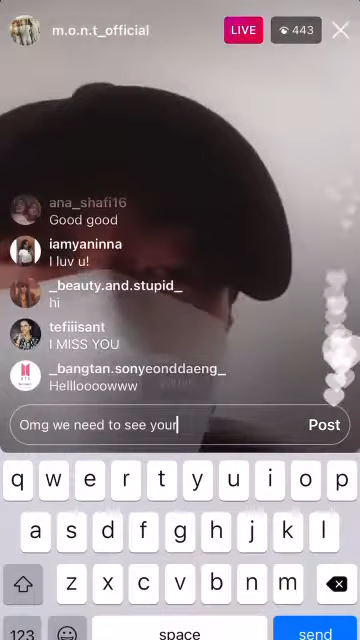 m.o.n.t_official
LIVE
443
ana_shafi16
Good good
iamyaninna
I luv u!
_beauty.and.stupid_
hi
tefiiisant
I MISS YOU
_bangtan.sonyeonddaeng_
Hellloooowww
Omg we need to see your
Post
q w e r t y u i o p
a s d f g h j k l
z x c v b n m
123
space
send